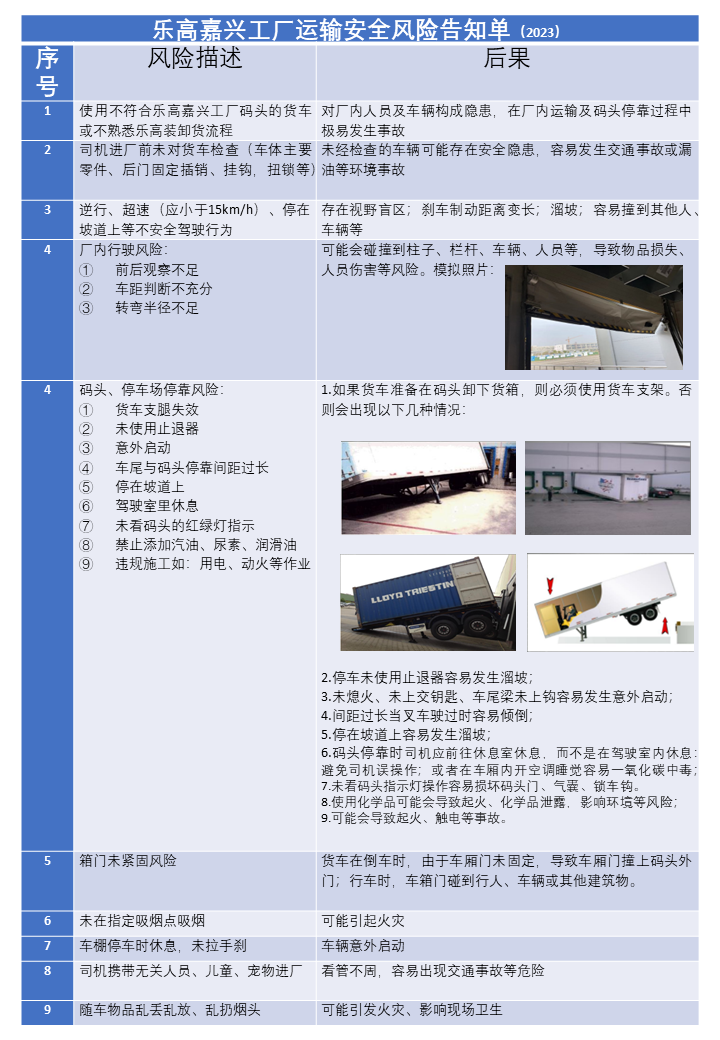 乐高嘉兴工厂运输安全风险告知单（2023）
序号 风险描述 后果
1 使用不符合乐高嘉兴工厂码头的货车或不熟悉乐高装卸货流程
对厂内人员及车辆构成隐患，在厂内运输及码头停靠过程中
极易发生事故
2 司机进厂前未对货车检查（车体主要
零件、后门固定插销、挂钩，扭锁等）
未经检查的车辆可能存在安全隐患，容易发生交通事故或漏
油等环境事故
3 逆行、超速（应小于15km/h）、停在
坡道上等不安全驾驶行为
存在视野盲区；刹车制动距离变长；溜坡；容易撞到其他人、
车辆等
4 厂内行驶风险：
① 前后观察不足
② 车距判断不充分
③ 转弯半径不足
可能会碰撞到柱子、栏杆、车辆、人员等，导致物品损失、
人员伤害等风险。模拟照片：
4 码头、停车场停靠风险：
① 货车支腿失效
② 未使用止退器
③ 意外启动
④ 车尾与码头停靠间距过长
⑤ 停在坡道上
⑥ 驾驶室里休息
⑦ 未看码头的红绿灯指示
⑧ 禁止添加汽油、尿素、润滑油
⑨ 违规施工如：用电、动火等作业
1.如果货车准备在码头卸下货箱，则必须使用货车支架。否
则会出现以下几种情况：
LLOYD TRIESTIN
2.停车未使用止退器容易发生溜坡；
3.未熄火、未上交钥匙、车尾梁未上钩容易发生意外启动；
4.间距过长当叉车驶过时容易倾倒；
5.停在坡道上容易发生溜坡；
6.码头停靠时司机应前往休息室休息，而不是在驾驶室内休息：
避免司机误操作；或者在车厢内开空调睡觉容易一氧化碳中毒；
7.未看码头指示灯操作容易损坏码头门、气囊、锁车钩。
8.使用化学品可能会导致起火、化学品泄露，影响环境等风险；
9.可能会导致起火、触电等事故。
5 箱门未紧固风险
货车在倒车时，由于车厢门未固定，导致车厢门撞上码头外
门；行车时，车箱门碰到行人、车辆或其他建筑物。
6 未在指定吸烟点吸烟 可能引起火灾
7 车棚停车时休息，未拉手刹 车辆意外启动
8 司机携带无关人员、儿童、宠物进厂 看管不周，容易出现交通事故等危险
9 随车物品乱丢乱放、乱扔烟头 可能引发火灾、影响现场卫生